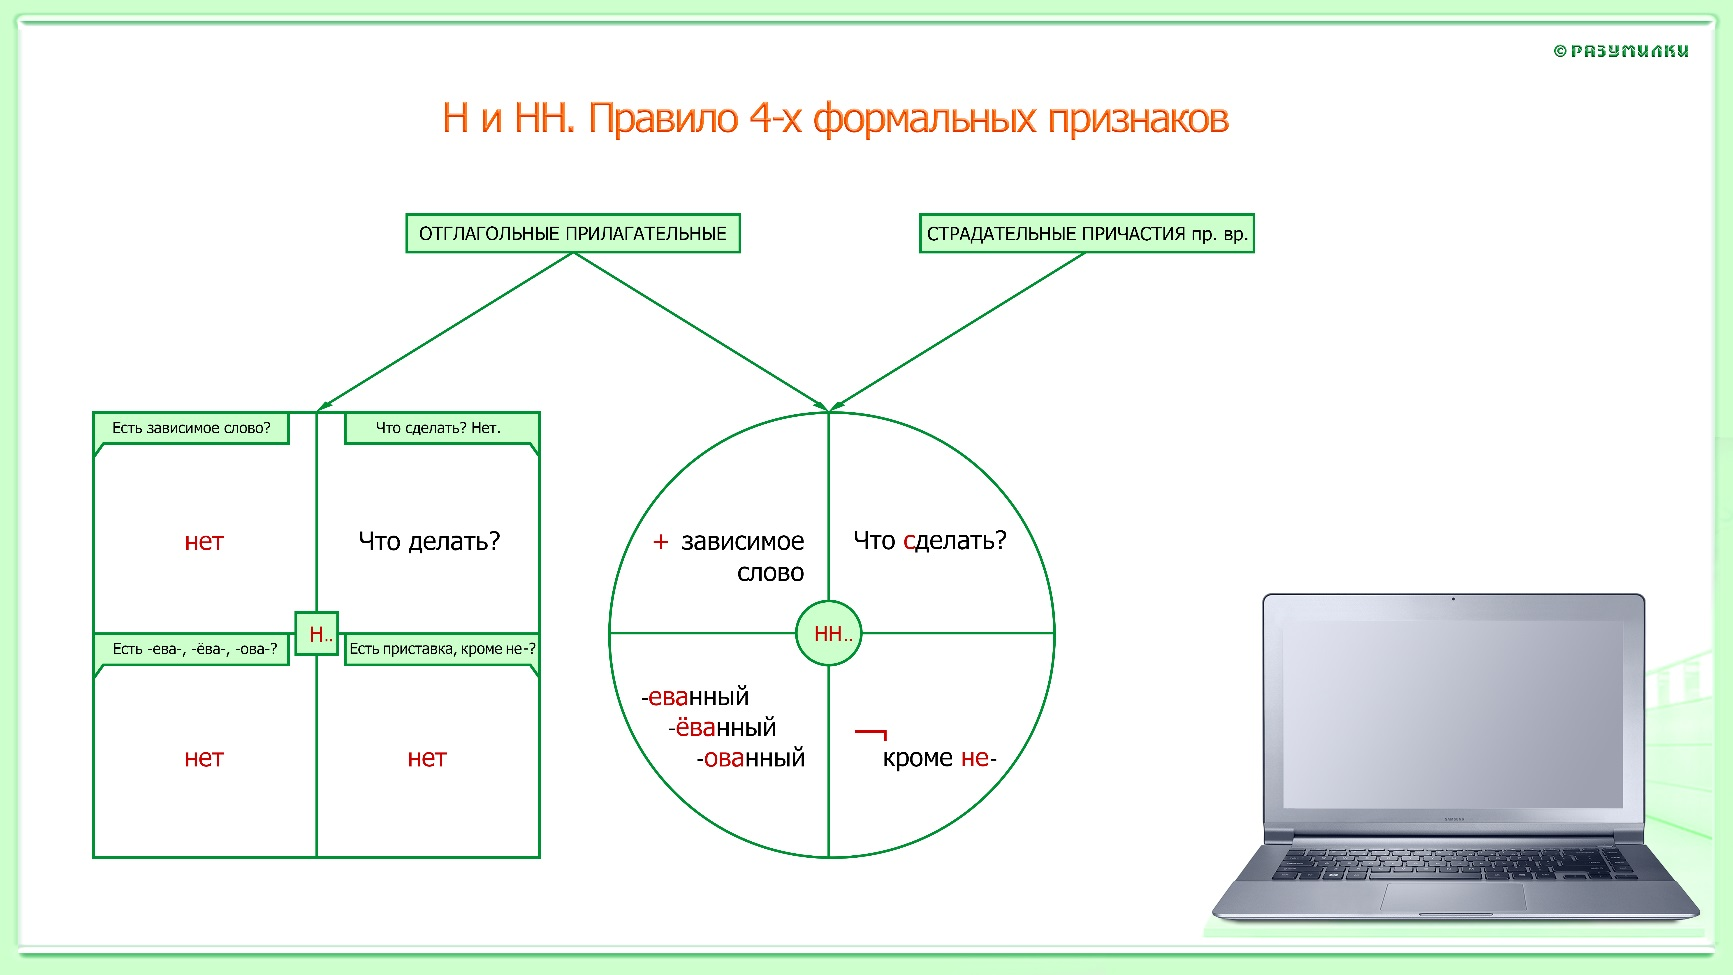 © РАЗУМИЛКИ
Н и НН. Правило 4-х формальных признаков
ОТГЛАГОЛЬНЫЕ ПРИЛАГАТЕЛЬНЫЕ
СТРАДАТЕЛЬНЫЕ ПРИЧАСТИЯ пр. вр.
Есть зависимое слово?
Что сделать? Нет.
нет
Что делать?
Н..
Есть -ева-, -ёва-, -ова-?
Есть приставка, кроме не-?
нет
нет
+ зависимое
слово
Что сделать?
НН..
-еванный
-ёванный
-ованный
кроме не-
SAMSUNG